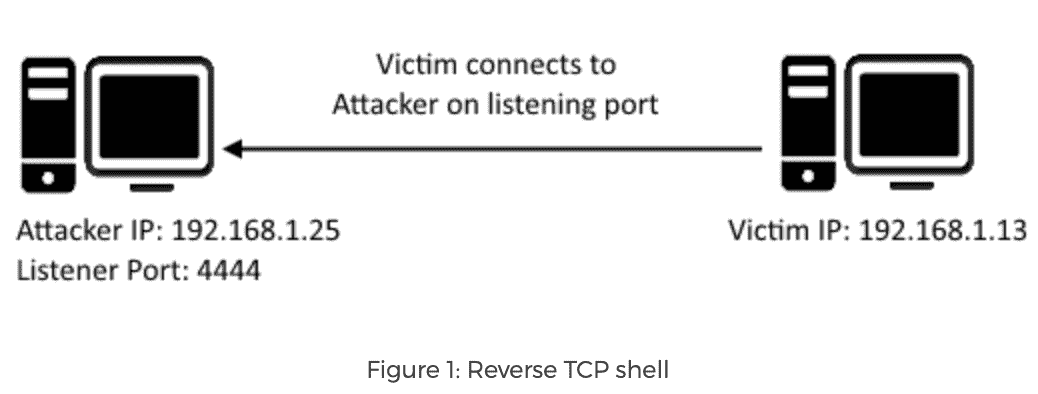 Victim connects to
Attacker on listening port
Attacker IP: 192.168.1.25
Listener Port: 4444
Victim IP: 192.168.1.13
Figure 1: Reverse TCP shell